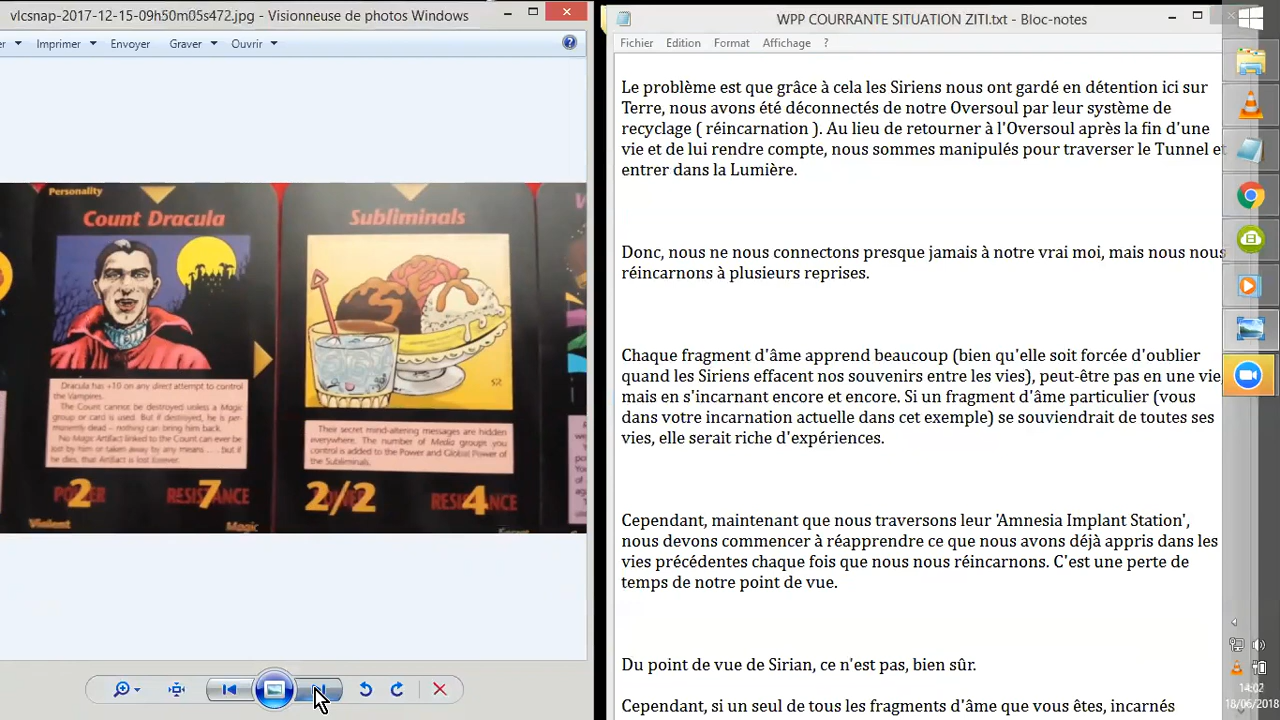 vlcsnap-2017-12-15-09h50m05s472.jpg - Visionneuse de photos Windows
Imprimer Envoyer Graver Ouvrir
Personality
Count Dracula
Dracula has +10 on any direct attempt to control
the Vampires.
The Count cannot be destroyed unless a Magic
group or card is used. But if destroyed, he is per-
manently dead – nothing can bring him back.
No Magic Artifact linked to the Count can ever be
lost by him or taken away by any means . . . but if
he dies, that Artifact is lost forever.
POWER 2 RESISTANCE 7
Violent Magic
Subliminals
Their secret mind-altering messages are hidden
everywhere. The number of Media groups you
control is added to the Power and Global Power of
the Subliminals.
POWER 2/2 RESISTANCE 4
WPP COURRANTE SITUATION ZITI.txt - Bloc-notes
Fichier Edition Format Affichage ?
Le problème est que grâce à cela les Siriens nous ont gardé en détention ici sur
Terre, nous avons été déconnectés de notre Oversoul par leur système de
recyclage ( réincarnation ). Au lieu de retourner à l'Oversoul après la fin d'une
vie et de lui rendre compte, nous sommes manipulés pour traverser le Tunnel et
entrer dans la Lumière.
Donc, nous ne nous connectons presque jamais à notre vrai moi, mais nous nous
réincarnons à plusieurs reprises.
Chaque fragment d'âme apprend beaucoup (bien qu'elle soit forcée d'oublier
quand les Siriens effacent nos souvenirs entre les vies), peut-être pas en une vie,
mais en s'incarnant encore et encore. Si un fragment d'âme particulier (vous
dans votre incarnation actuelle dans cet exemple) se souviendrait de toutes ses
vies, elle serait riche d'expériences.
Cependant, maintenant que nous traversons leur 'Amnesia Implant Station',
nous devons commencer à réapprendre ce que nous avons déjà appris dans les
vies précédentes chaque fois que nous nous réincarnons. C'est une perte de
temps de notre point de vue.
Du point de vue de Sirian, ce n'est pas, bien sûr.
Cependant, si un seul de tous les fragments d'âme que vous êtes, incarnés
14:02
18/06/2018